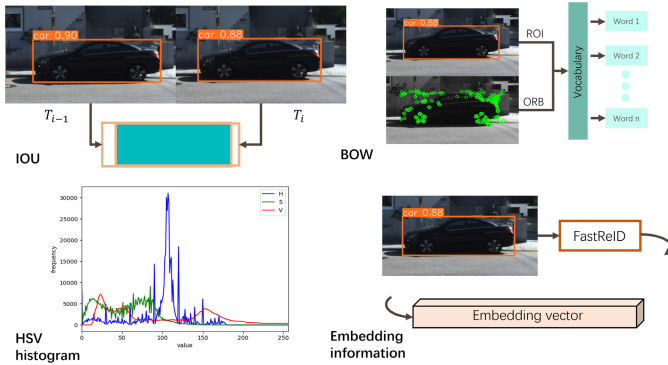 car 0.90
car 0.88
T_{i-1}
T_i
IOU
car 0.88
ROI
ORB
BOW
Vocabulary
Word 1
Word 2
Word n
H
S
V
frequency
30000
25000
20000
15000
10000
5000
0
0 50 100 150 200 250
value
HSV
histogram
car 0.88
FastReID
Embedding vector
Embedding
information